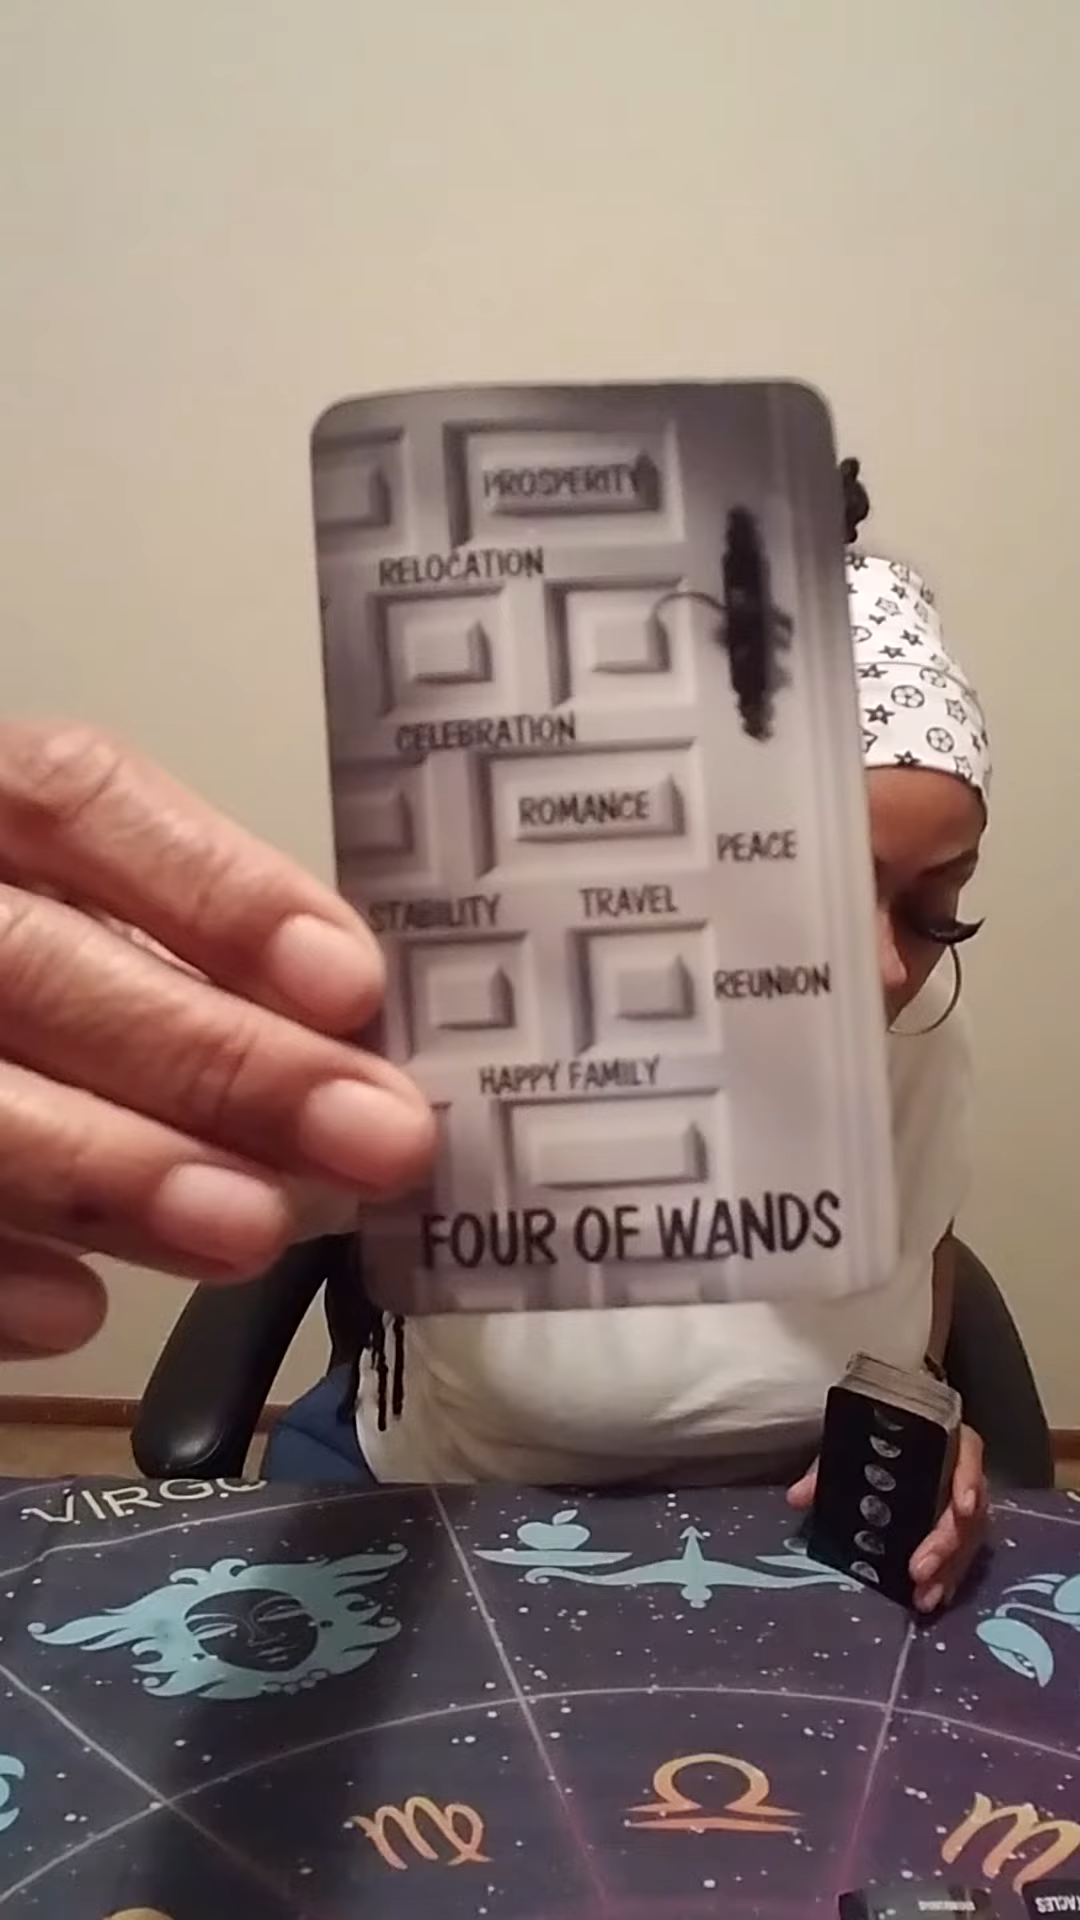 PROSPERITY
RELOCATION
CELEBRATION
ROMANCE
PEACE
STABILITY
TRAVEL
REUNION
HAPPY FAMILY
FOUR OF WANDS
VIRGO